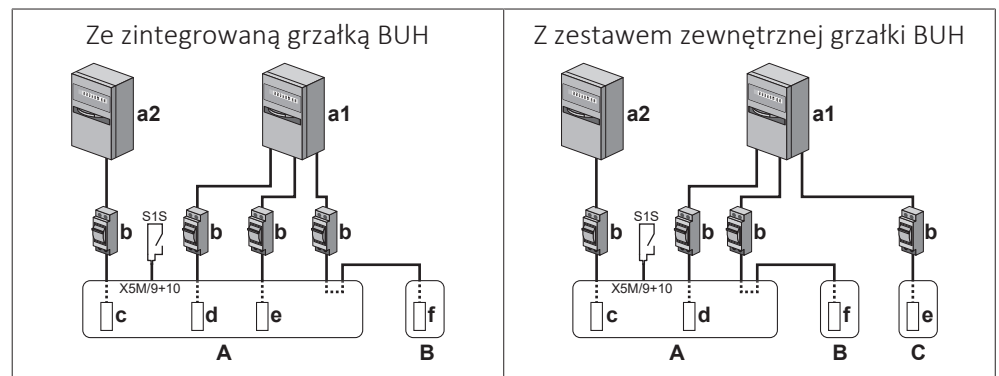 Ze zintegrowaną grzałką BUH
a2
a1
b
S1S
b
b
b
X5M/9+10
c
d
e
f
A
B
Z zestawem zewnętrznej grzałki BUH
a2
a1
b
S1S
b
b
b
X5M/9+10
c
d
f
e
A
B
C